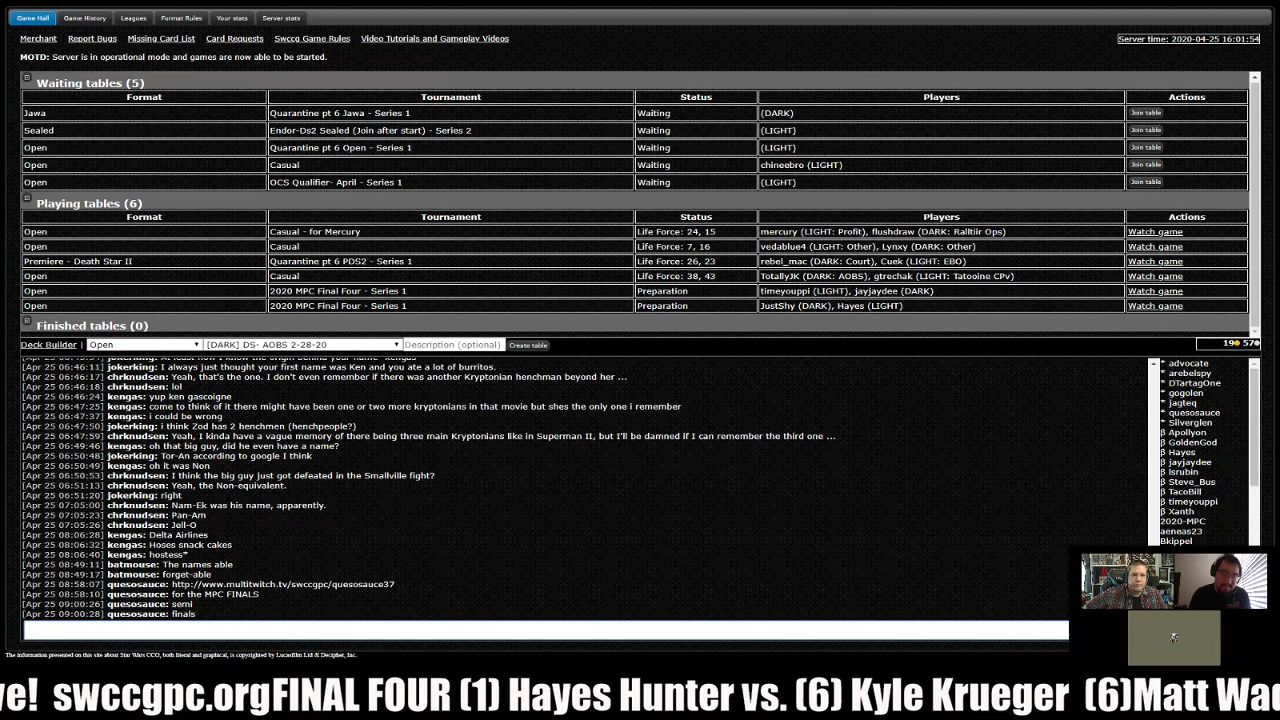 Game Hall Game History Leagues Format Rules Your stats Server stats
Merchant Report Bugs Missing Card List Card Requests Swccg Game Rules Video Tutorials and Gameplay Videos Server time: 2020-04-25 16:01:54
MOTD: Server is in operational mode and games are now able to be started.
Waiting tables (5)
Format Tournament Status Players Actions
Jawa Quarantine pt 6 Jawa - Series 1 Waiting (DARK) Join table
Sealed Endor-Ds2 Sealed (Join after start) - Series 2 Waiting (LIGHT) Join table
Open Quarantine pt 6 Open - Series 1 Waiting (LIGHT) Join table
Open Casual Waiting chineebro (LIGHT) Join table
Open OCS Qualifier- April - Series 1 Waiting (LIGHT) Join table
Playing tables (6)
Format Tournament Status Players Actions
Open Casual - for Mercury Life Force: 24, 15 mercury (LIGHT: Profit), flushdraw (DARK: Ralltiir Ops) Watch game
Open Casual Life Force: 7, 16 vedablue4 (LIGHT: Other), Lynxy (DARK: Other) Watch game
Premiere - Death Star II Quarantine pt 6 PDS2 - Series 1 Life Force: 26, 23 rebel_mac (DARK: Court), Cuek (LIGHT: EBO) Watch game
Open Casual Life Force: 38, 43 TotallyJK (DARK: AOBS), gtrechak (LIGHT: Tatooine CPv) Watch game
Open 2020 MPC Final Four - Series 1 Preparation timeyouppi (LIGHT), jayjaydee (DARK) Watch game
Open 2020 MPC Final Four - Series 1 Preparation JustShy (DARK), Hayes (LIGHT) Watch game
Finished tables (0)
Deck Builder | Open [DARK] DS- AOBS 2-28-20 Description (optional) Create table 19 57
[Apr 25 06:46:11] jokerking: I always just thought your first name was Ken and you ate a lot of burritos.
[Apr 25 06:46:17] chrknudsen: Yeah, that's the one. I don't even remember if there was another Kryptonian henchman beyond her ...
[Apr 25 06:46:18] chrknudsen: lol
[Apr 25 06:46:24] kengas: yup ken gascoigne
[Apr 25 06:47:25] kengas: come to think of it there might have been one or two more kryptonians in that movie but shes the only one i remember
[Apr 25 06:47:37] kengas: i could be wrong
[Apr 25 06:47:50] jokerking: i think Zod has 2 henchmen (henchpeople?)
[Apr 25 06:47:59] chrknudsen: Yeah, I kinda have a vague memory of there being three main Kryptonians like in Superman II, but I'll be damned if I can remember the third one ...
[Apr 25 06:49:46] kengas: oh that big guy, did he even have a name?
[Apr 25 06:50:48] jokerking: Tor-An according to google I think
[Apr 25 06:50:49] kengas: oh it was Non
[Apr 25 06:50:53] chrknudsen: I think the big guy just got defeated in the Smallville fight?
[Apr 25 06:51:13] chrknudsen: Yeah, the Non-equivalent.
[Apr 25 06:51:20] jokerking: right
[Apr 25 07:05:00] chrknudsen: Nam-Ek was his name, apparently.
[Apr 25 07:05:23] chrknudsen: Pan-Am
[Apr 25 07:05:26] chrknudsen: Jell-O
[Apr 25 08:06:28] kengas: Delta Airlines
[Apr 25 08:06:32] kengas: Hoses snack cakes
[Apr 25 08:06:40] kengas: hostess*
[Apr 25 08:49:11] batmouse: The names able
[Apr 25 08:49:17] batmouse: forget-able
[Apr 25 08:58:07] quesosauce: http://www.multitwitch.tv/swccgpc/quesosauce37
[Apr 25 08:58:10] quesosauce: for the MPC FINALS
[Apr 25 09:00:26] quesosauce: semi
[Apr 25 09:00:28] quesosauce: finals
* advocate
* arebelspy
* DTartagOne
* gogolen
* jagteq
* quesosauce
* Silverglen
β Apollyon
β GoldenGod
β Hayes
β jayjaydee
β lsrubin
β Steve_Bus
β TacoBill
β timeyouppi
β Xanth
2020-MPC
aeneas23
Bkippel
The information presented on this site about Star Wars CCG, both literal and graphical, is copyrighted by Lucasfilm Ltd & Decipher, Inc.
ve! swccgpc.orgFINAL FOUR (1) Hayes Hunter vs. (6) Kyle Krueger (6)Matt Wad